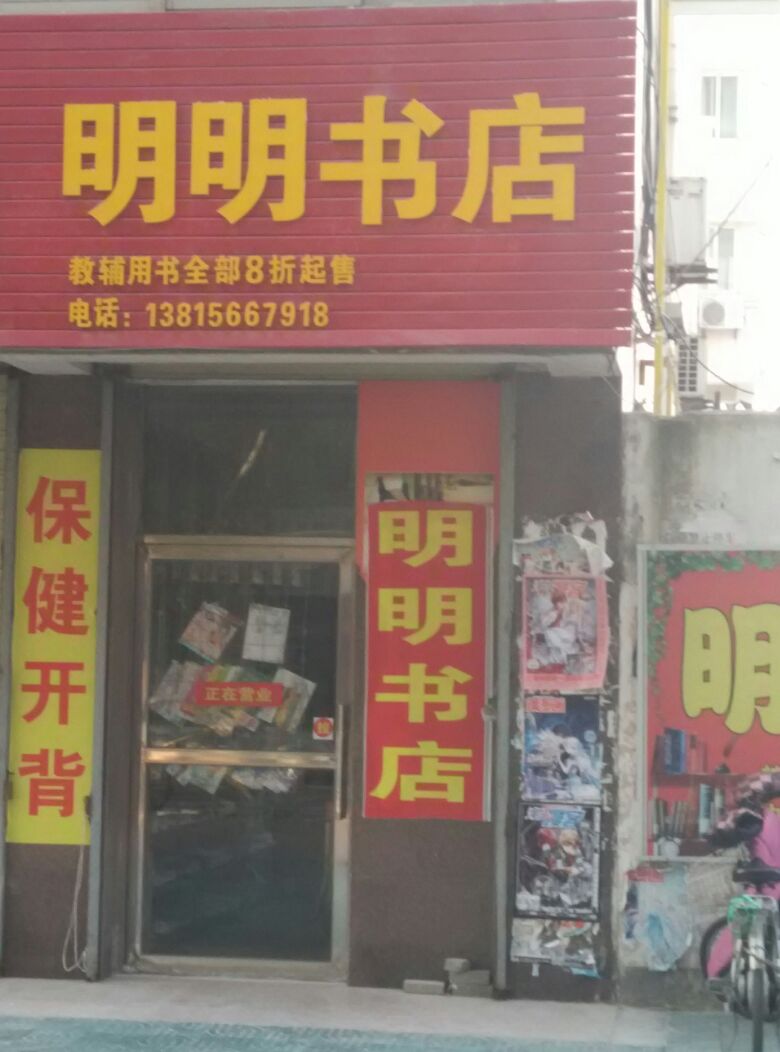 明明书店
教辅用书全部8折起售
电话：13815667918
保健开背
正在营业
明明书店
明